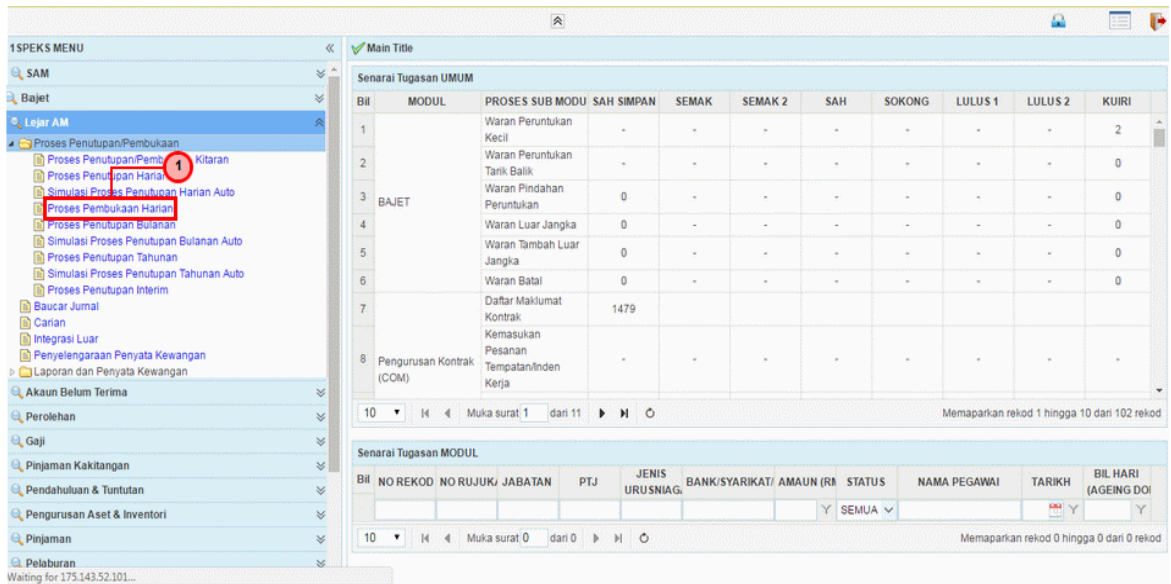 1SPEKS MENU
SAM
Bajet
Lejar AM
Proses Penutupan/Pembukaan
Proses Penutupan/Pemb Kitaran
1
Proses Penutupan Harian
Simulasi Proses Penutupan Harian Auto
Proses Pembukaan Harian
Proses Penutupan Bulanan
Simulasi Proses Penutupan Bulanan Auto
Proses Penutupan Tahunan
Simulasi Proses Penutupan Tahunan Auto
Proses Penutupan Interim
Baucar Jurnal
Carian
Integrasi Luar
Penyelengaraan Penyata Kewangan
Laporan dan Penyata Kewangan
Akaun Belum Terima
Perolehan
Gaji
Pinjaman Kakitangan
Pendahuluan & Tuntutan
Pengurusan Aset & Inventori
Pinjaman
Pelaburan
Waiting for 175.143.52.101...
Main Title
Senarai Tugasan UMUM
Bil MODUL PROSES SUB MODU SAH SIMPAN SEMAK SEMAK 2 SAH SOKONG LULUS 1 LULUS 2 KUIRI
1 Waran Peruntukan Kecil - - - - - - - 2
2 Waran Peruntukan Tarik Balik - - - - - - - 0
3 BAJET Waran Pindahan Peruntukan 0 - - - - - - 0
4 Waran Luar Jangka 0 - - - - - - 0
5 Waran Tambah Luar Jangka 0 - - - - - - 0
6 Waran Batal 0 - - - - - - 0
7 Daftar Maklumat Kontrak 1479
8 Pengurusan Kontrak (COM) Kemasukan Pesanan Tempatan/Inden Kerja - - - - - - - -
10 Muka surat 1 dari 11 Memaparkan rekod 1 hingga 10 dari 102 rekod
Senarai Tugasan MODUL
Bil NO REKOD NO RUJUK JABATAN PTJ JENIS URUSNIAG BANK/SYARIKAT/ AMAUN (RM STATUS NAMA PEGAWAI TARIKH BIL HARI (AGEING DO
SEMUA
10 Muka surat 0 dari 0 Memaparkan rekod 0 hingga 0 dari 0 rekod